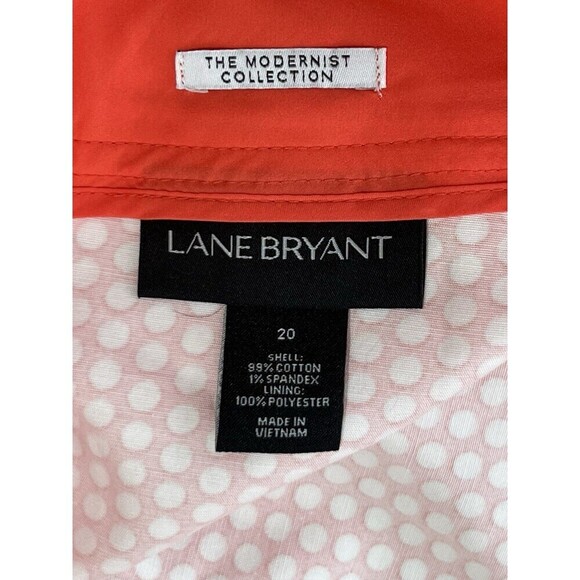 THE MODERNIST
COLLECTION
LANE BRYANT
20
SHELL:
99% COTTON
1% SPANDEX
LINING:
100% POLYESTER
MADE IN
VIETNAM